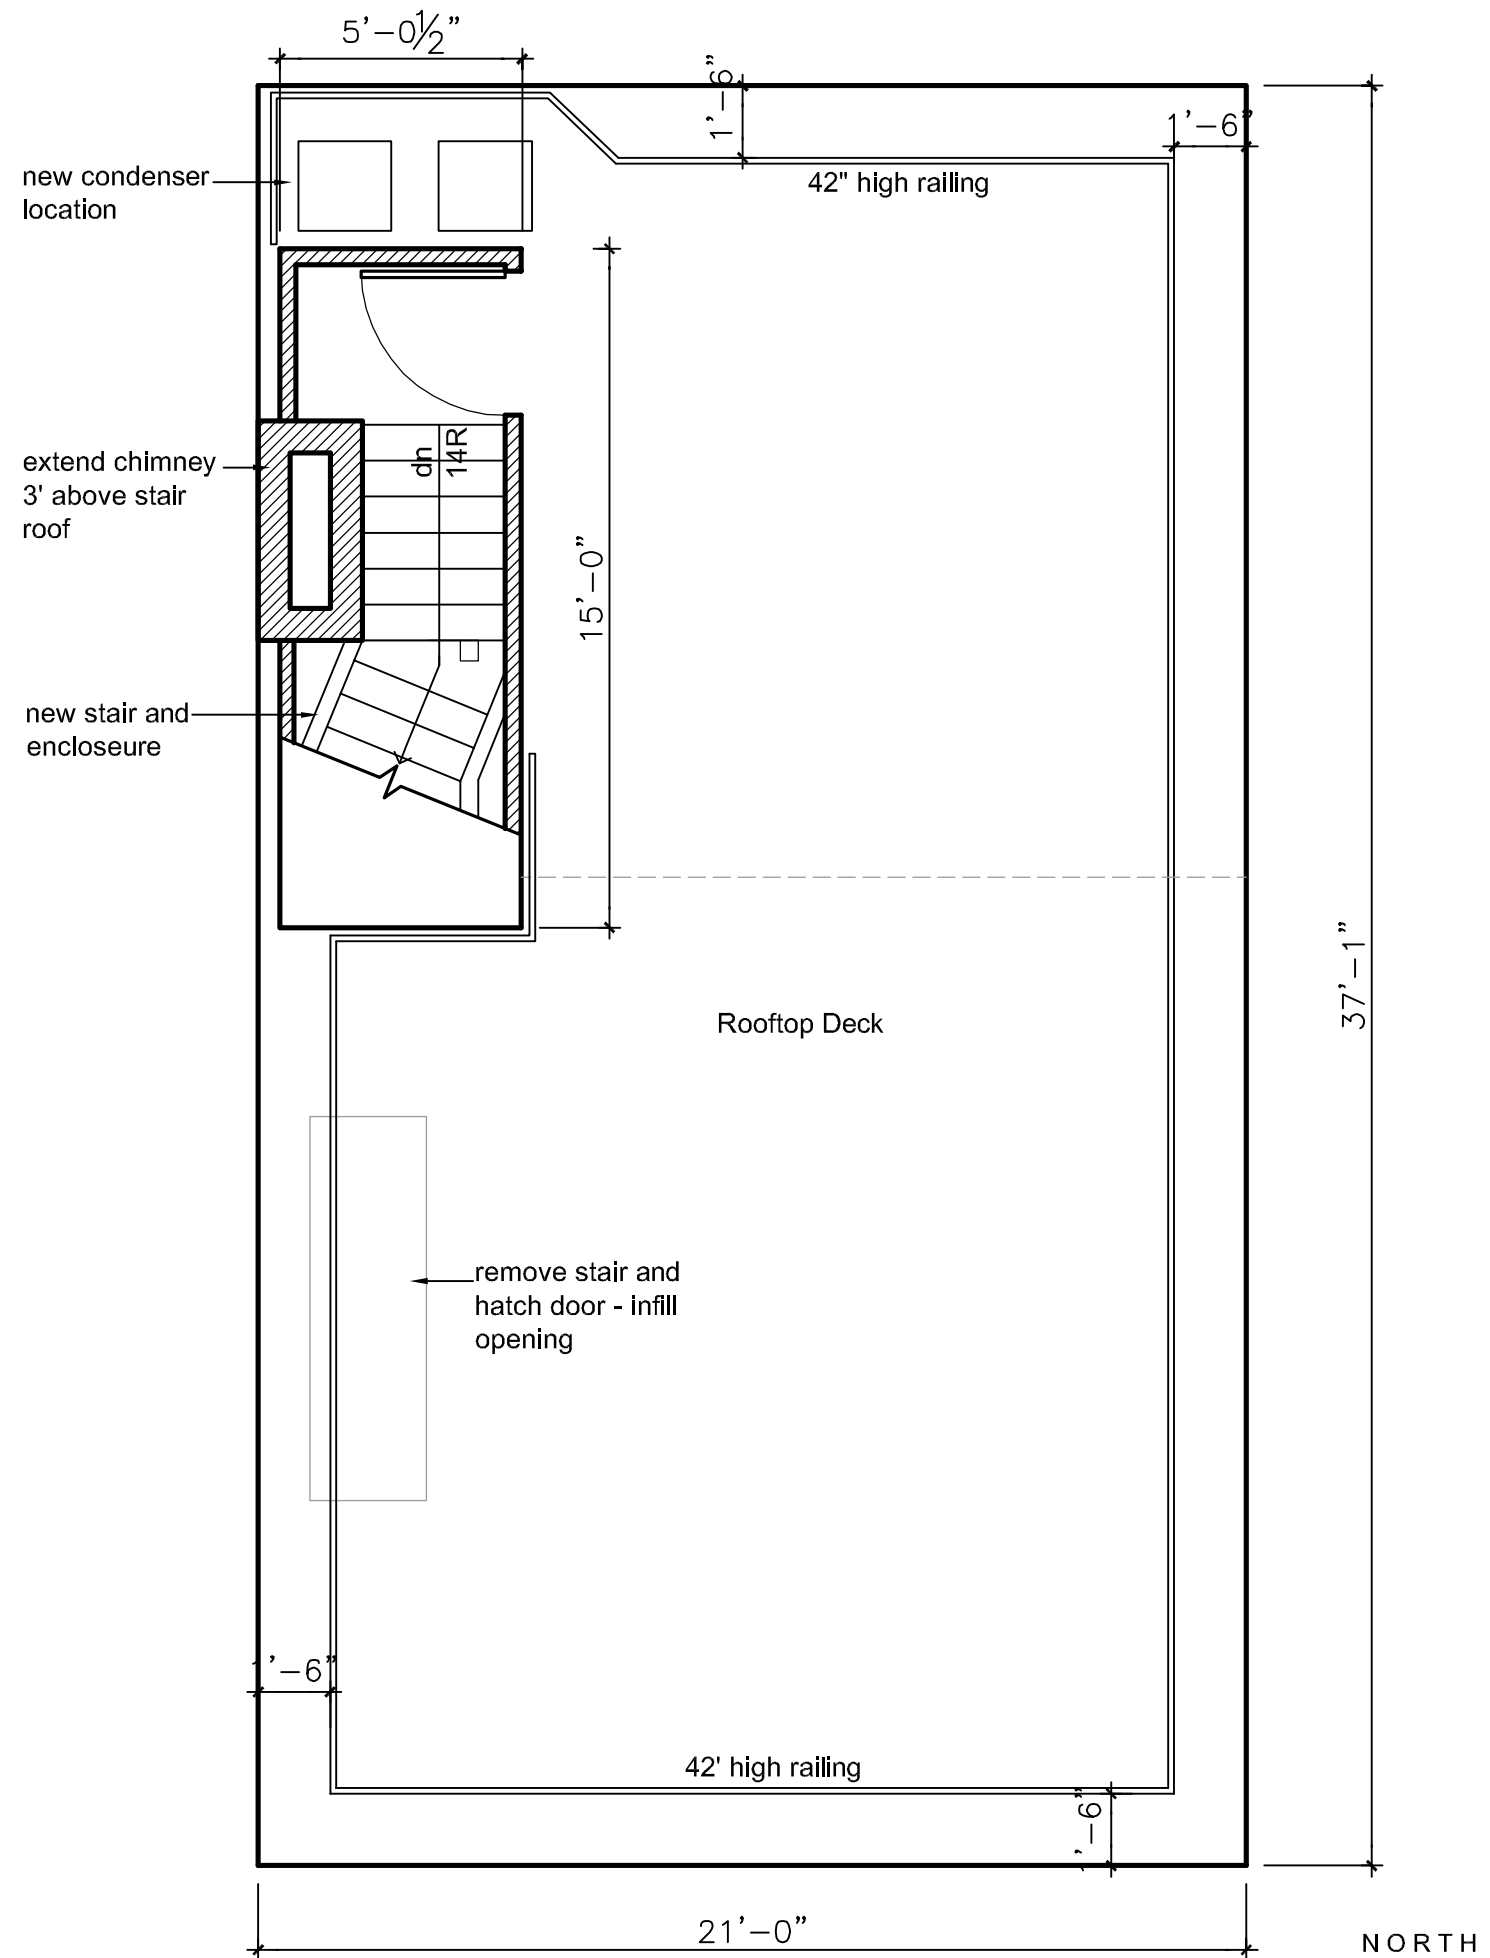 5'-0½"
1'-6"
1'-6"
new condenser
location
42" high railing
dn
14R
extend chimney
3' above stair
roof
15'-0"
new stair and
encloseure
37'-1"
Rooftop Deck
remove stair and
hatch door - infill
opening
1'-6"
42' high railing
1'-6"
21'-0"
NORTH